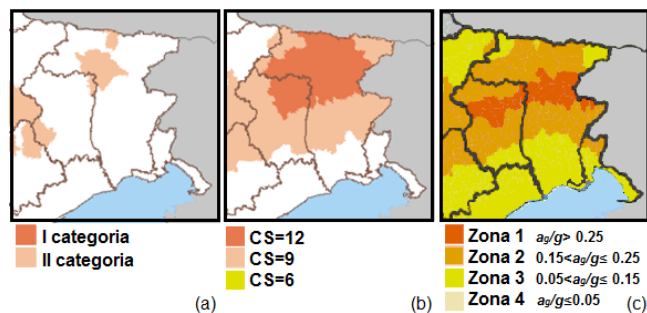 I categoria
II categoria
(a)
CS=12
CS=9
CS=6
(b)
Zona 1 ag/g> 0.25
Zona 2 0.15<ag/g≤ 0.25
Zona 3 0.05<ag/g≤ 0.15
Zona 4 ag/g≤0.05
(c)